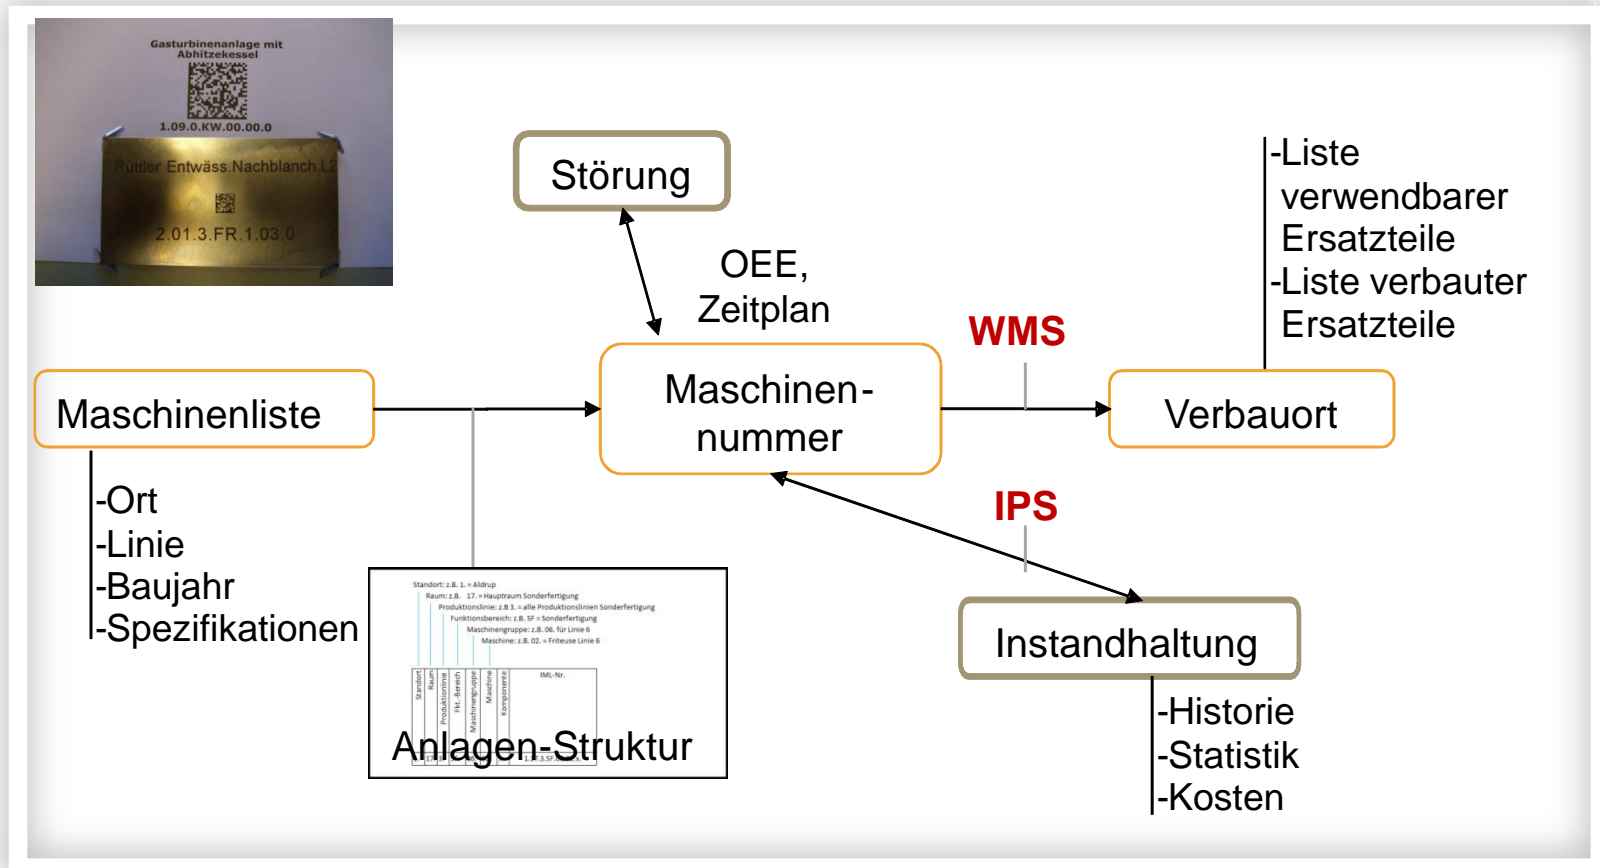 Gasturbinenanlage mit
Abhitzekessel
1.09.0.KW.00.00.0
Rüttler Entwäss.Nachblanch.L2
2.01.3.FR.1.03.0
Störung
OEE,
Zeitplan
WMS
-Liste
verwendbarer
Ersatzteile
-Liste verbauter
Ersatzteile
Maschinenliste
Maschinen-
nummer
Verbauort
-Ort
-Linie
-Baujahr
-Spezifikationen
IPS
Standort: z.B. 1. = Aldrup
Raum: z.B. 17. = Hauptraum Sonderfertigung
Produktionslinie: z.B 3. = alle Produktionslinien Sonderfertigung
Funktionsbereich: z.B. SF = Sonderfertigung
Maschinengruppe: z.B. 06. für Linie 6
Maschine: z.B. 02. = Friteuse Linie 6
Standort
Raum
Produktionlinie
Fkt.-Bereich
Maschinengruppe
Maschine
Komponente
IML-Nr.
Anlagen-Struktur
Instandhaltung
-Historie
-Statistik
-Kosten